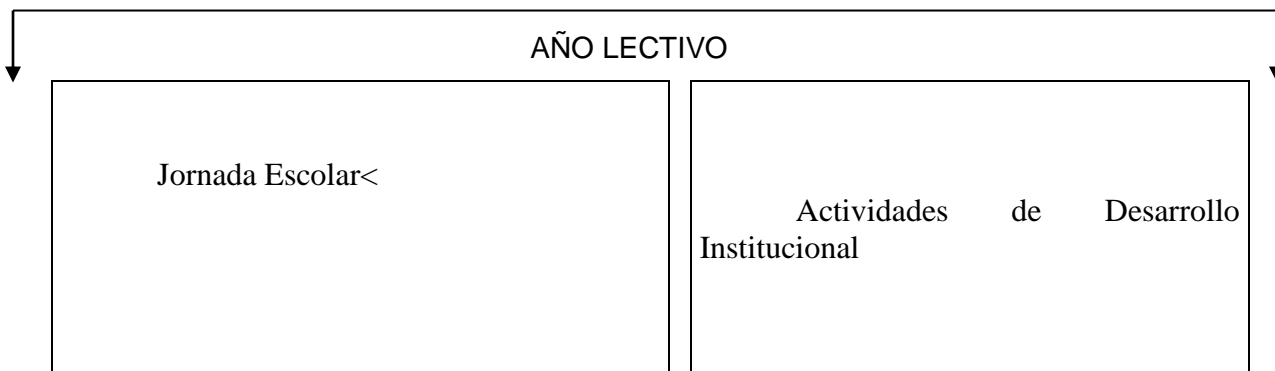 AÑO LECTIVO
Jornada Escolar<
Actividades de Desarrollo
Institucional